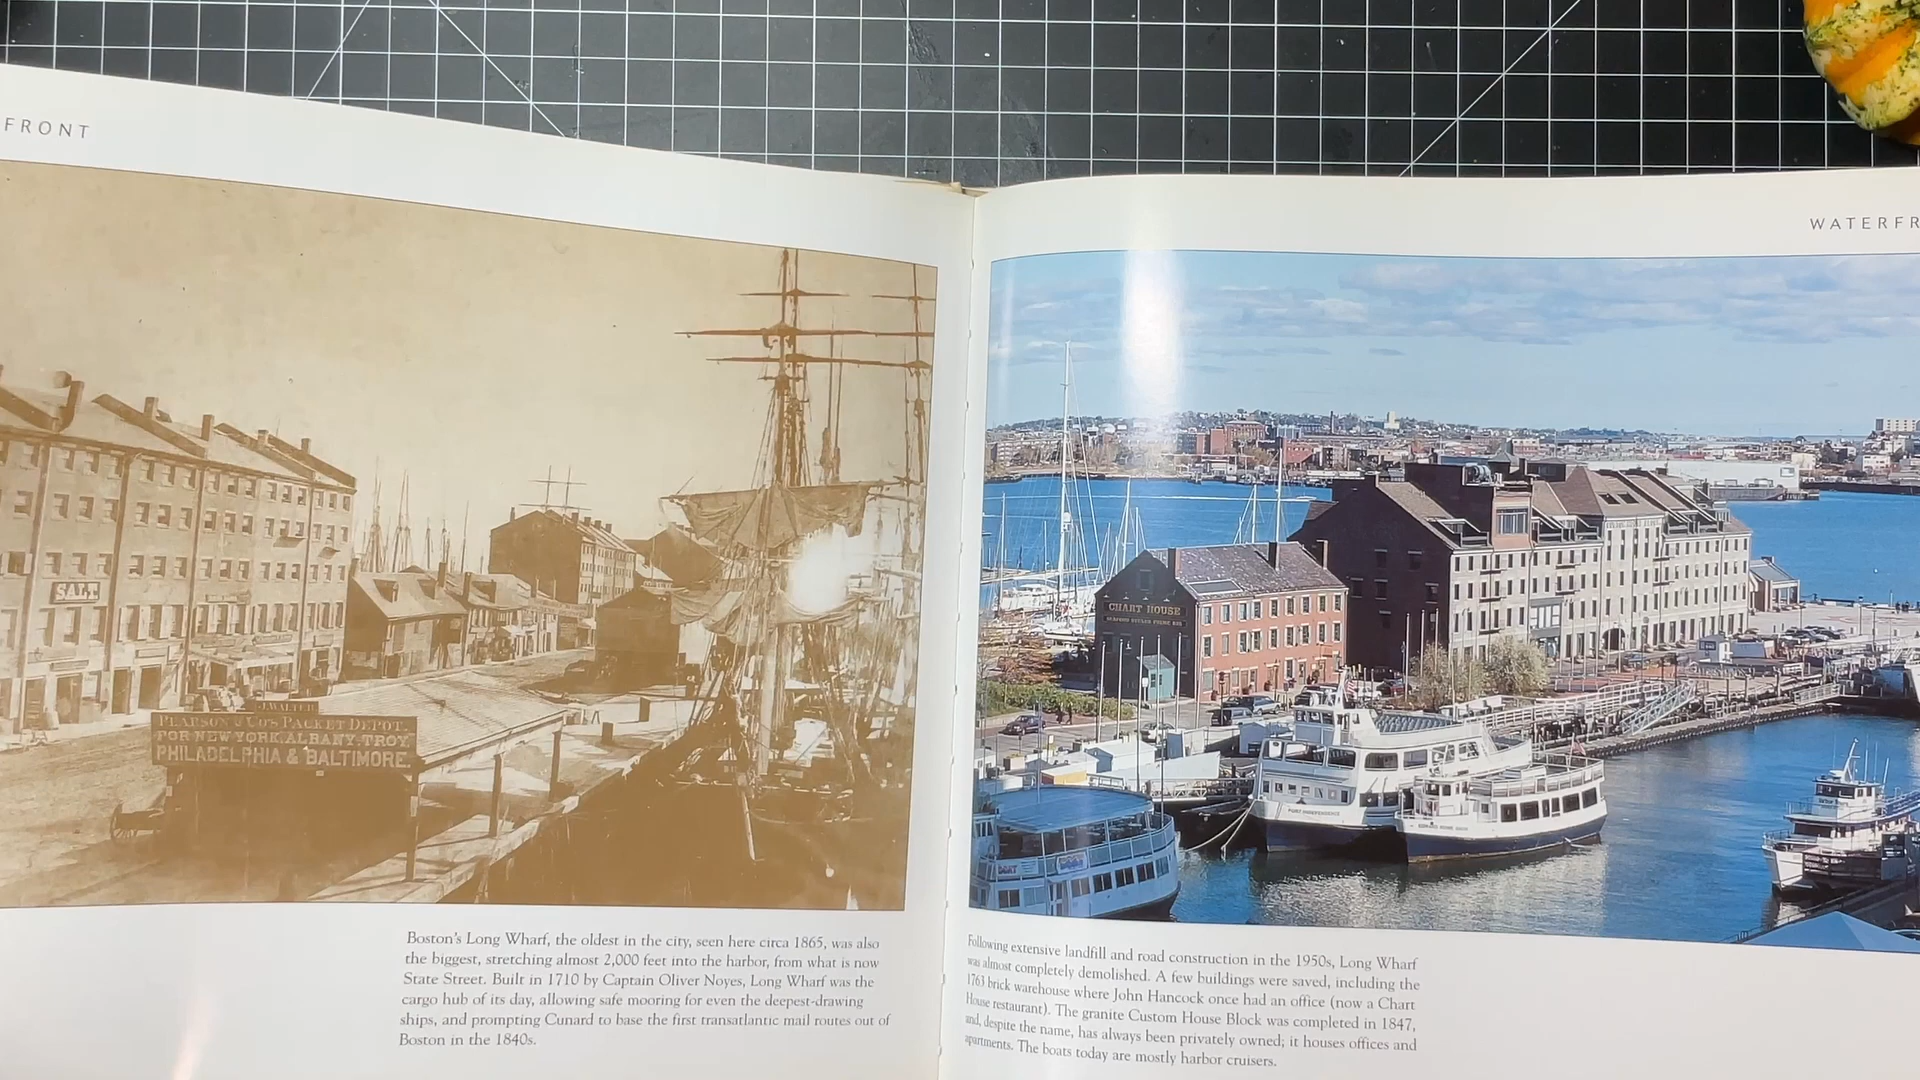 FRONT
SALT
J. WALTER
PEARSON & CO'S PACKET DEPOT.
FOR NEW YORK, ALBANY, TROY,
PHILADELPHIA & BALTIMORE.
Boston's Long Wharf, the oldest in the city, seen here circa 1865, was also
the biggest, stretching almost 2,000 feet into the harbor, from what is now
State Street. Built in 1710 by Captain Oliver Noyes, Long Wharf was the
cargo hub of its day, allowing safe mooring for even the deepest-drawing
ships, and prompting Cunard to base the first transatlantic mail routes out of
Boston in the 1840s.
WATERFR
CHART HOUSE
Following extensive landfill and road construction in the 1950s, Long Wharf
was almost completely demolished. A few buildings were saved, including the
1763 brick warehouse where John Hancock once had an office (now a Chart
House restaurant). The granite Custom House Block was completed in 1847,
and, despite the name, has always been privately owned; it houses offices and
apartments. The boats today are mostly harbor cruisers.